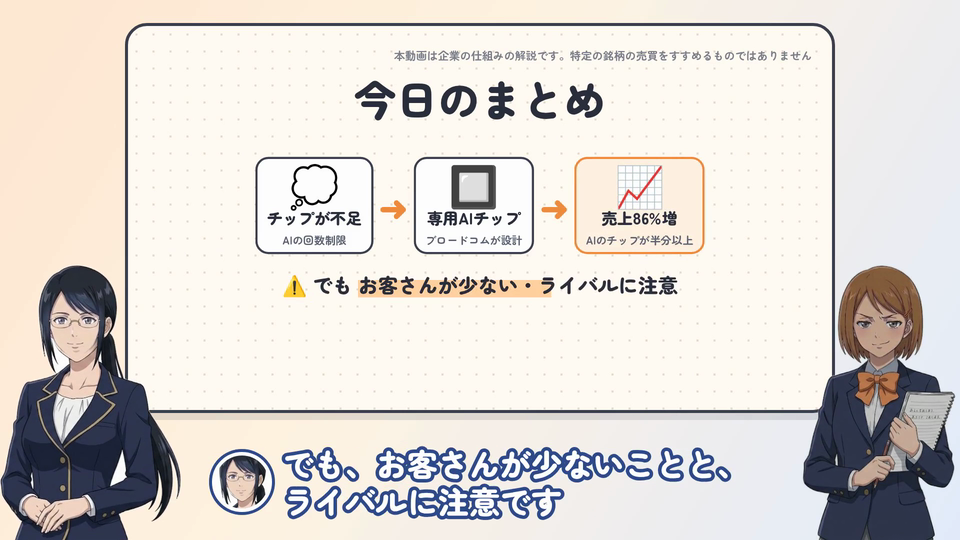 本動画は企業の仕組みの解説です。特定の銘柄の売買をすすめるものではありません
今日のまとめ
チップが不足
AIの回数制限
専用AIチップ
ブロードコムが設計
売上86%増
AIのチップが半分以上
でも お客さんが少ない・ライバルに注意
でも、お客さんが少ないことと、
ライバルに注意です